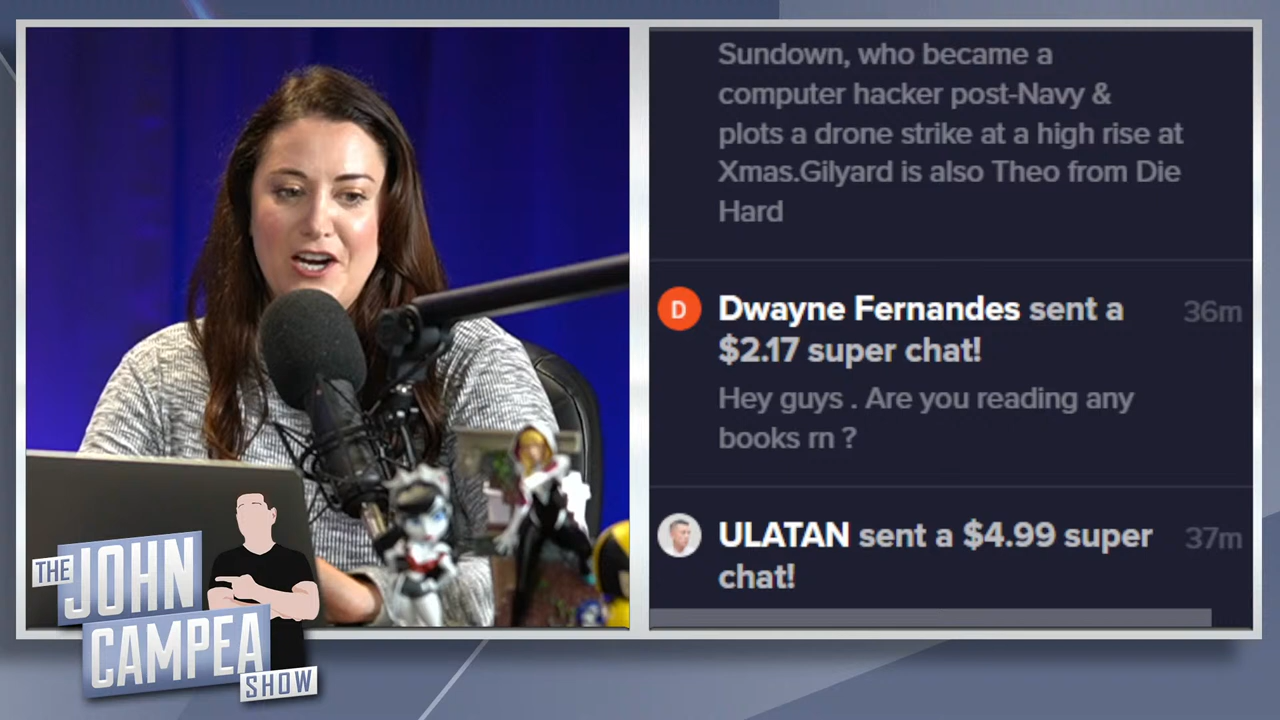 Sundown, who became a
computer hacker post-Navy &
plots a drone strike at a high rise at
Xmas.Gilyard is also Theo from Die
Hard
D
Dwayne Fernandes sent a
36m
$2.17 super chat!
Hey guys . Are you reading any
books rn ?
ULATAN sent a $4.99 super
37m
chat!
THE
JOHN
CAMPEA
SHOW